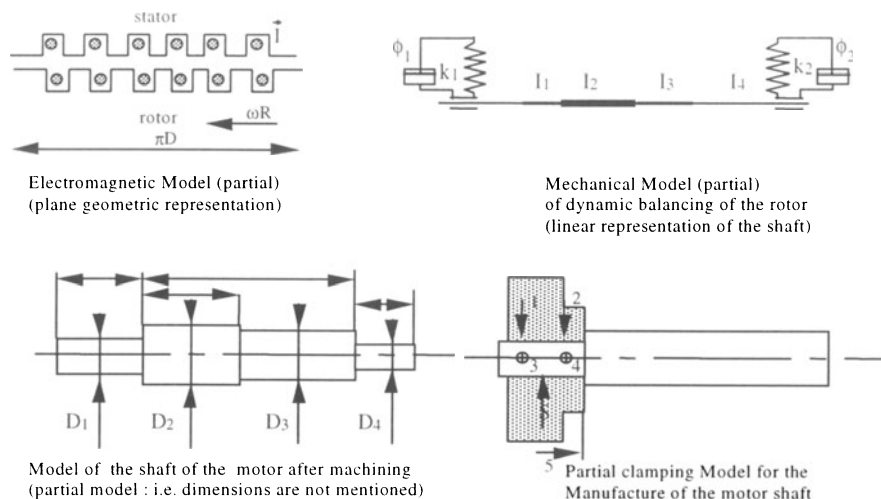 stator
I
rotor
ωR
πD
Electromagnetic Model (partial)
(plane geometric representation)
ϕ1
k1
I1 I2 I3 I4
k2
ϕ2
Mechanical Model (partial)
of dynamic balancing of the rotor
(linear representation of the shaft)
D1 D2 D3 D4
Model of the shaft of the motor after machining
(partial model : i.e. dimensions are not mentioned)
1
2
3
4
5
Partial clamping Model for the
Manufacture of the motor shaft